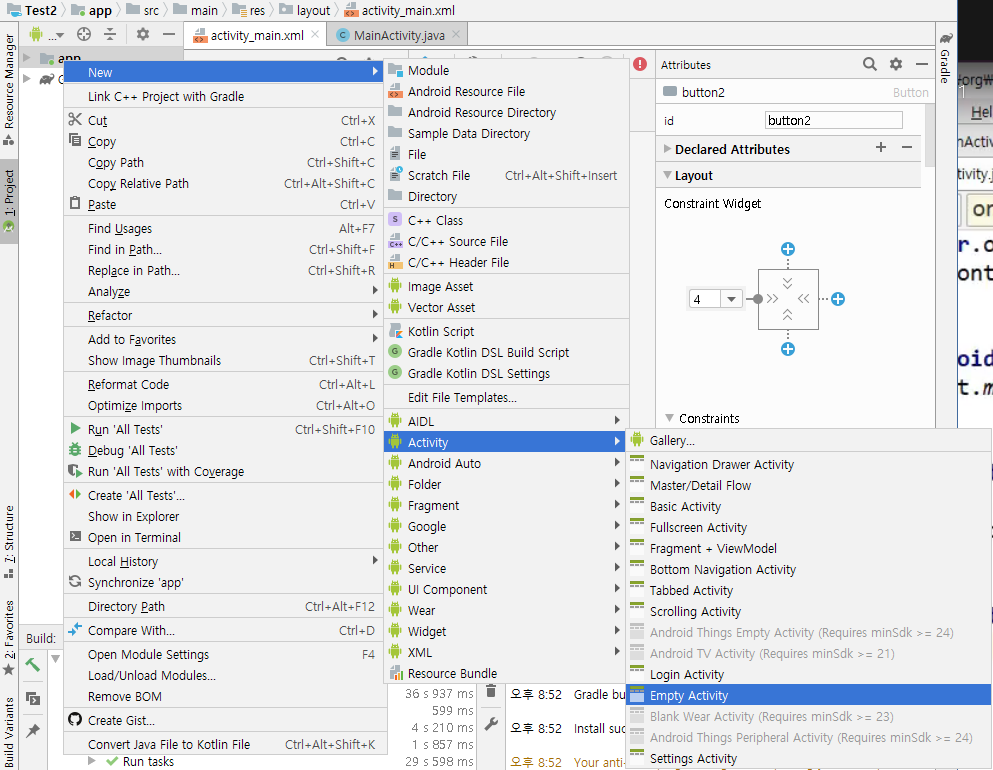 Test2 app src main res layout activity_main.xml
activity_main.xml MainActivity.java
Resource Manager
1: Project
7: Structure
2: Favorites
Build Variants
app
New
Link C++ Project with Gradle
Cut Ctrl+X
Copy Ctrl+C
Copy Path Ctrl+Shift+C
Copy Relative Path Ctrl+Alt+Shift+C
Paste Ctrl+V
Find Usages Alt+F7
Find in Path... Ctrl+Shift+F
Replace in Path... Ctrl+Shift+R
Analyze
Refactor
Add to Favorites
Show Image Thumbnails Ctrl+Shift+T
Reformat Code Ctrl+Alt+L
Optimize Imports Ctrl+Alt+O
Run 'All Tests' Ctrl+Shift+F10
Debug 'All Tests'
Run 'All Tests' with Coverage
Create 'All Tests'...
Show in Explorer
Open in Terminal
Local History
Synchronize 'app'
Directory Path Ctrl+Alt+F12
Compare With... Ctrl+D
Open Module Settings F4
Load/Unload Modules...
Remove BOM
Create Gist...
Convert Java File to Kotlin File Ctrl+Alt+Shift+K
Module
Android Resource File
Android Resource Directory
Sample Data Directory
File
Scratch File Ctrl+Alt+Shift+Insert
Directory
C++ Class
C/C++ Source File
C/C++ Header File
Image Asset
Vector Asset
Kotlin Script
Gradle Kotlin DSL Build Script
Gradle Kotlin DSL Settings
Edit File Templates...
AIDL
Activity
Android Auto
Folder
Fragment
Google
Other
Service
UI Component
Wear
Widget
XML
Resource Bundle
Gallery...
Navigation Drawer Activity
Master/Detail Flow
Basic Activity
Fullscreen Activity
Fragment + ViewModel
Bottom Navigation Activity
Tabbed Activity
Scrolling Activity
Android Things Empty Activity (Requires minSdk >= 24)
Android TV Activity (Requires minSdk >= 21)
Login Activity
Empty Activity
Blank Wear Activity (Requires minSdk >= 23)
Android Things Peripheral Activity (Requires minSdk >= 24)
Settings Activity
Attributes
button2 Button
id button2
Declared Attributes
Layout
Constraint Widget
4
Constraints
Gradle
Build:
Run tasks
36 s 937 ms
599 ms
4 s 210 ms
1 s 857 ms
29 s 598 ms
오후 8:52 Gradle bu
오후 8:52 Install suc
오후 8:52 Your anti-